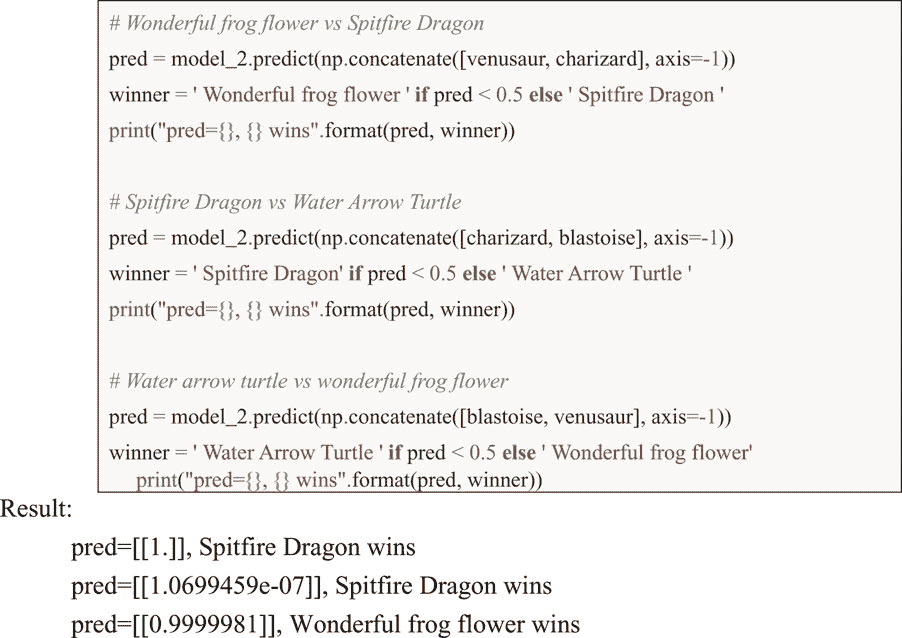 # Wonderful frog flower vs Spitfire Dragon
pred = model_2.predict(np.concatenate([venusaur, charizard], axis=-1))
winner = ' Wonderful frog flower ' if pred < 0.5 else ' Spitfire Dragon '
print("pred={}, {} wins".format(pred, winner))
# Spitfire Dragon vs Water Arrow Turtle
pred = model_2.predict(np.concatenate([charizard, blastoise], axis=-1))
winner = ' Spitfire Dragon' if pred < 0.5 else ' Water Arrow Turtle '
print("pred={}, {} wins".format(pred, winner))
# Water arrow turtle vs wonderful frog flower
pred = model_2.predict(np.concatenate([blastoise, venusaur], axis=-1))
winner = ' Water Arrow Turtle ' if pred < 0.5 else ' Wonderful frog flower'
print("pred={}, {} wins".format(pred, winner))
Result:
pred=[[1.]], Spitfire Dragon wins
pred=[[1.0699459e-07]], Spitfire Dragon wins
pred=[[0.9999981]], Wonderful frog flower wins